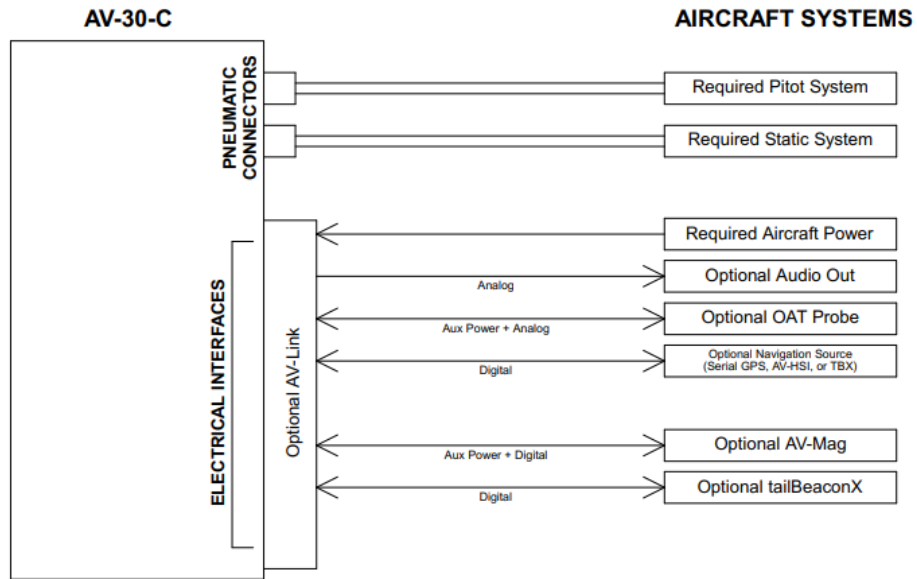 AV-30-C
AIRCRAFT SYSTEMS
PNEUMATIC
CONNECTORS
Required Pitot System
Required Static System
ELECTRICAL INTERFACES
Optional AV-Link
Required Aircraft Power
Analog
Optional Audio Out
Aux Power + Analog
Optional OAT Probe
Digital
Optional Navigation Source
(Serial GPS, AV-HSI, or TBX)
Aux Power + Digital
Optional AV-Mag
Digital
Optional tailBeaconX